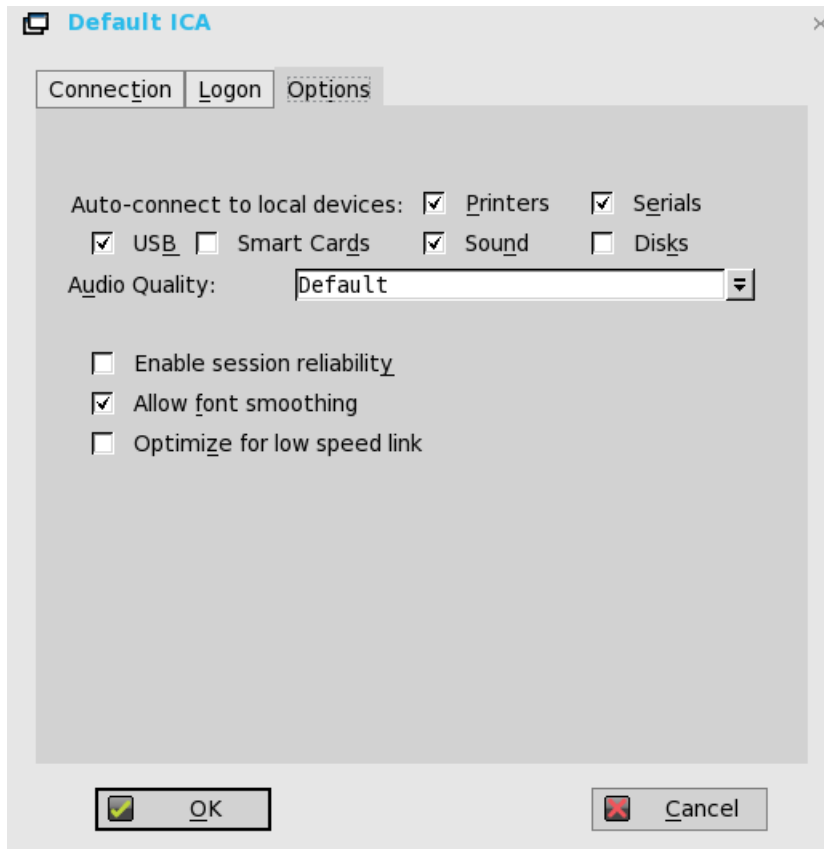 Default ICA
Connection Logon Options
Auto-connect to local devices: Printers Serials
USB Smart Cards Sound Disks
Audio Quality: Default
Enable session reliability
Allow font smoothing
Optimize for low speed link
OK Cancel